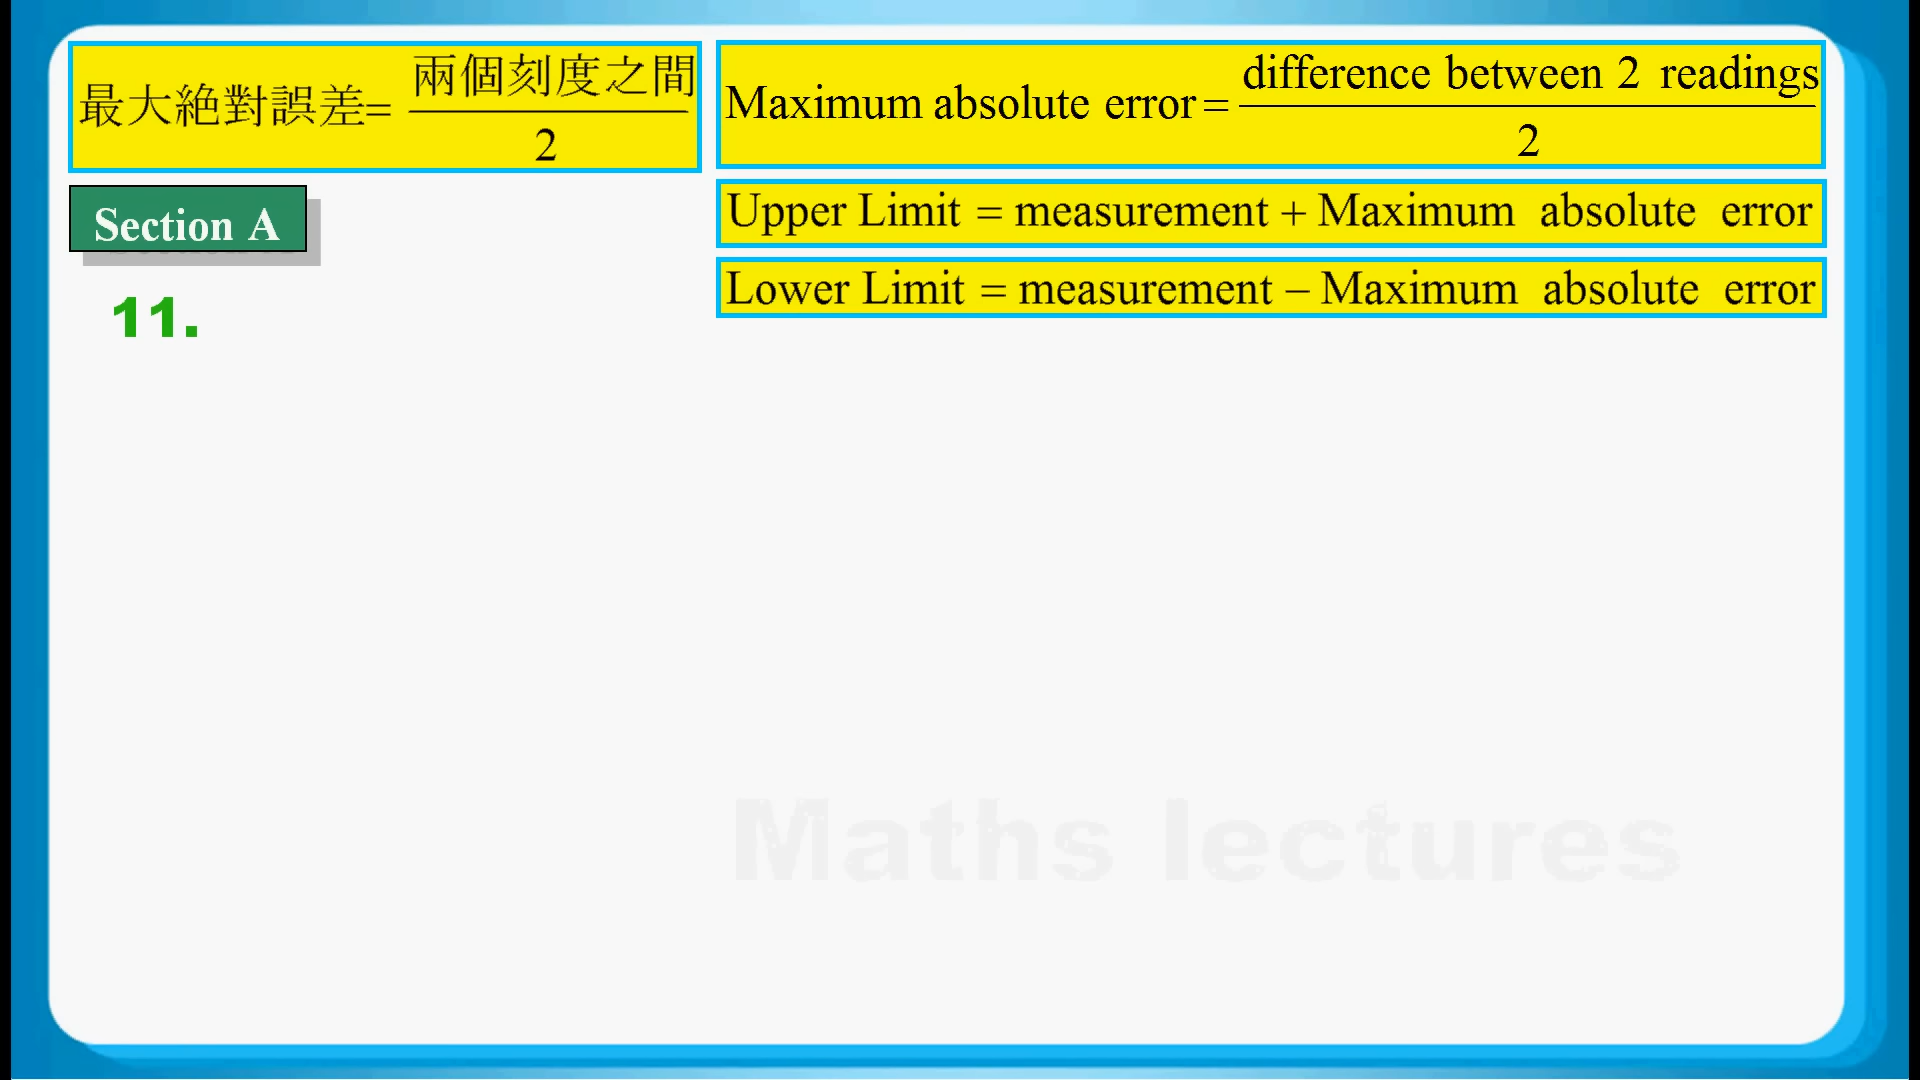 最大絕對誤差= 兩個刻度之間 / 2
Maximum absolute error = difference between 2 readings / 2
Section A
Upper Limit = measurement + Maximum absolute error
Lower Limit = measurement − Maximum absolute error
11.
Maths lectures